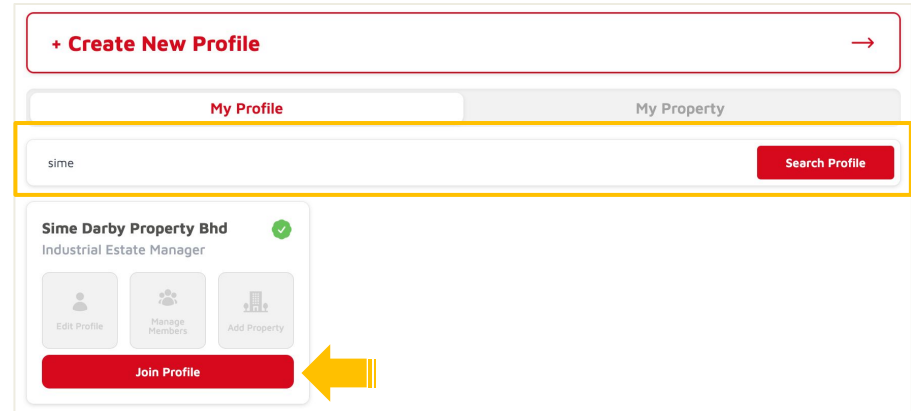 + Create New Profile
My Profile
My Property
sime
Search Profile
Sime Darby Property Bhd
Industrial Estate Manager
Edit Profile
Manage
Members
Add Property
Join Profile